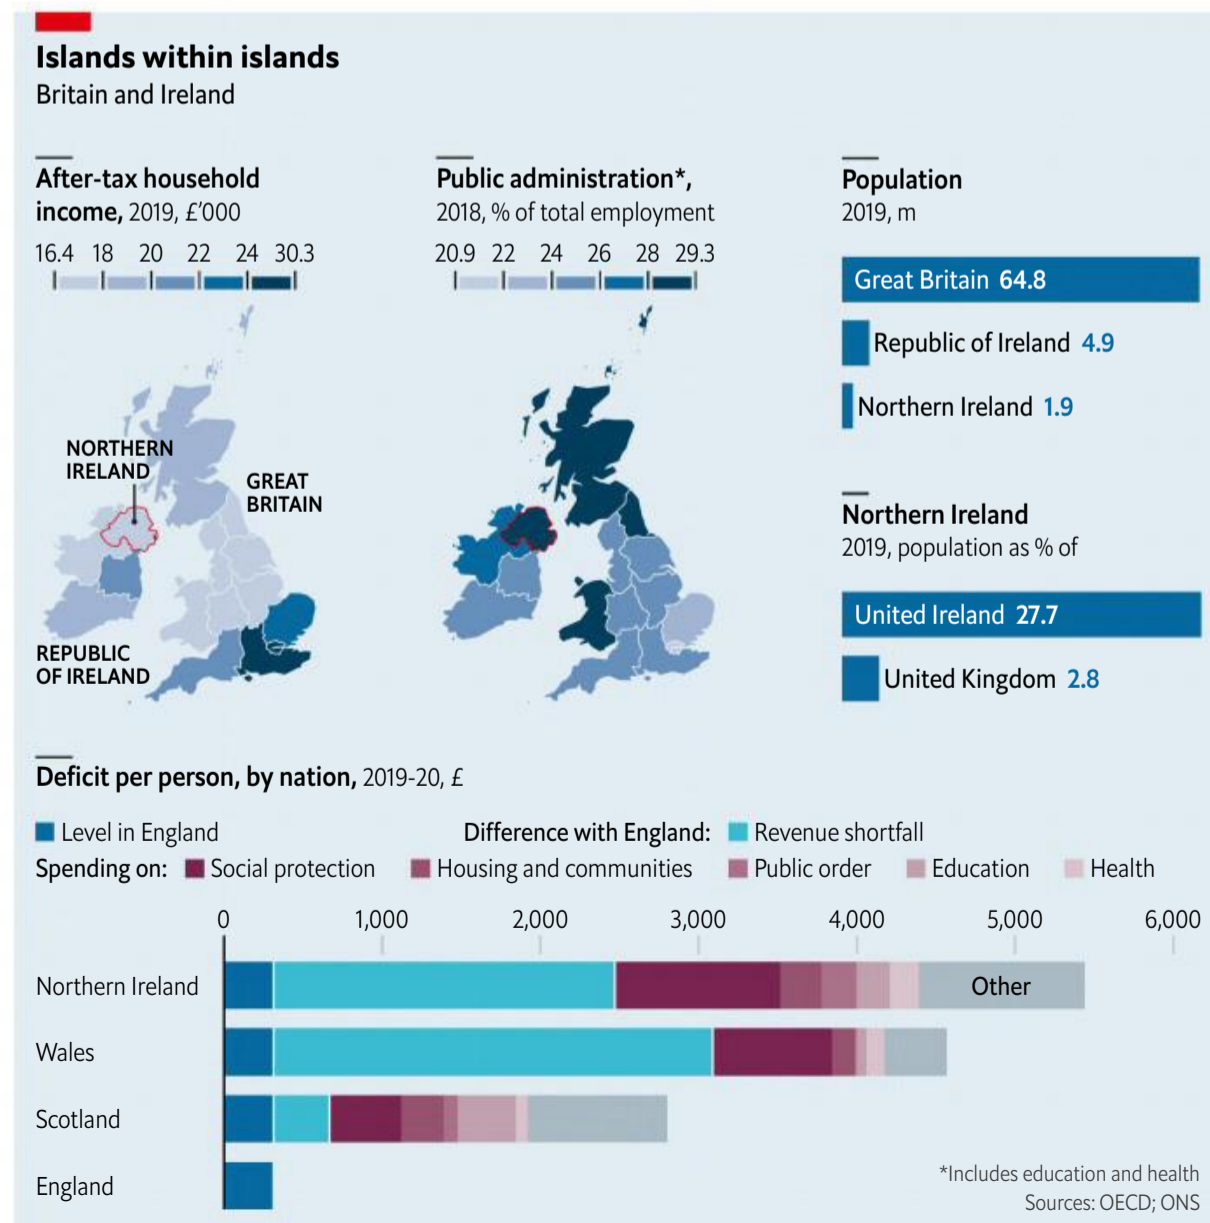 Islands within islands
Britain and Ireland
After-tax household
income, 2019, £'000
16.4 18 20 22 24 30.3
NORTHERN
IRELAND
GREAT
BRITAIN
REPUBLIC
OF IRELAND
Public administration*,
2018, % of total employment
20.9 22 24 26 28 29.3
Population
2019, m
Great Britain 64.8
Republic of Ireland 4.9
Northern Ireland 1.9
Northern Ireland
2019, population as % of
United Ireland 27.7
United Kingdom 2.8
Deficit per person, by nation, 2019-20, £
Level in England Difference with England: Revenue shortfall
Spending on: Social protection Housing and communities Public order Education Health
0 1,000 2,000 3,000 4,000 5,000 6,000
Northern Ireland Other
Wales
Scotland
England
*Includes education and health
Sources: OECD; ONS